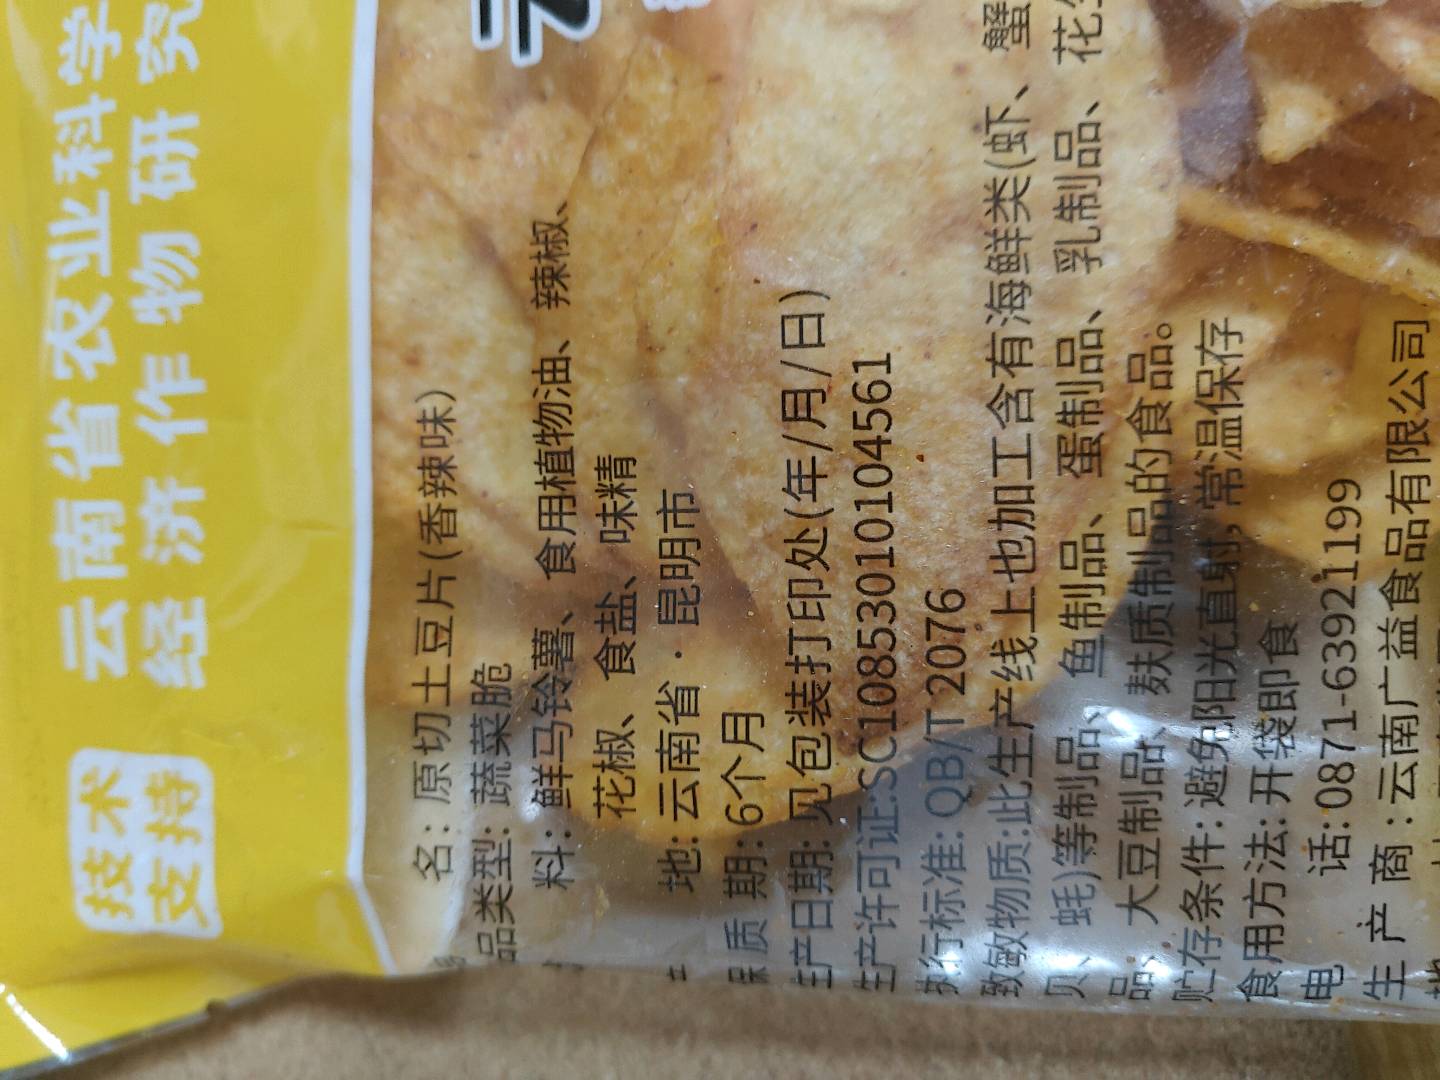 技术
支持
云南省农业科学
经济作物研究
名:原切土豆片(香辣味)
品类型:蔬菜脆
料:鲜马铃薯、食用植物油、辣椒、
花椒、食盐、味精
地:云南省·昆明市
保质期:6个月
生产日期:见包装打印处(年/月/日)
生产许可证:SC10853010104561
执行标准:QB/T 2076
致敏物质:此生产线上也加工含有海鲜类(虾、蟹
贝、蚝)等制品、鱼制品、蛋制品、乳制品、花生
品、大豆制品、麸质制品的食品。
贮存条件:避免阳光直射,常温保存
食用方法:开袋即食
电话:0871-63921199
生产商:云南广益食品有限公司